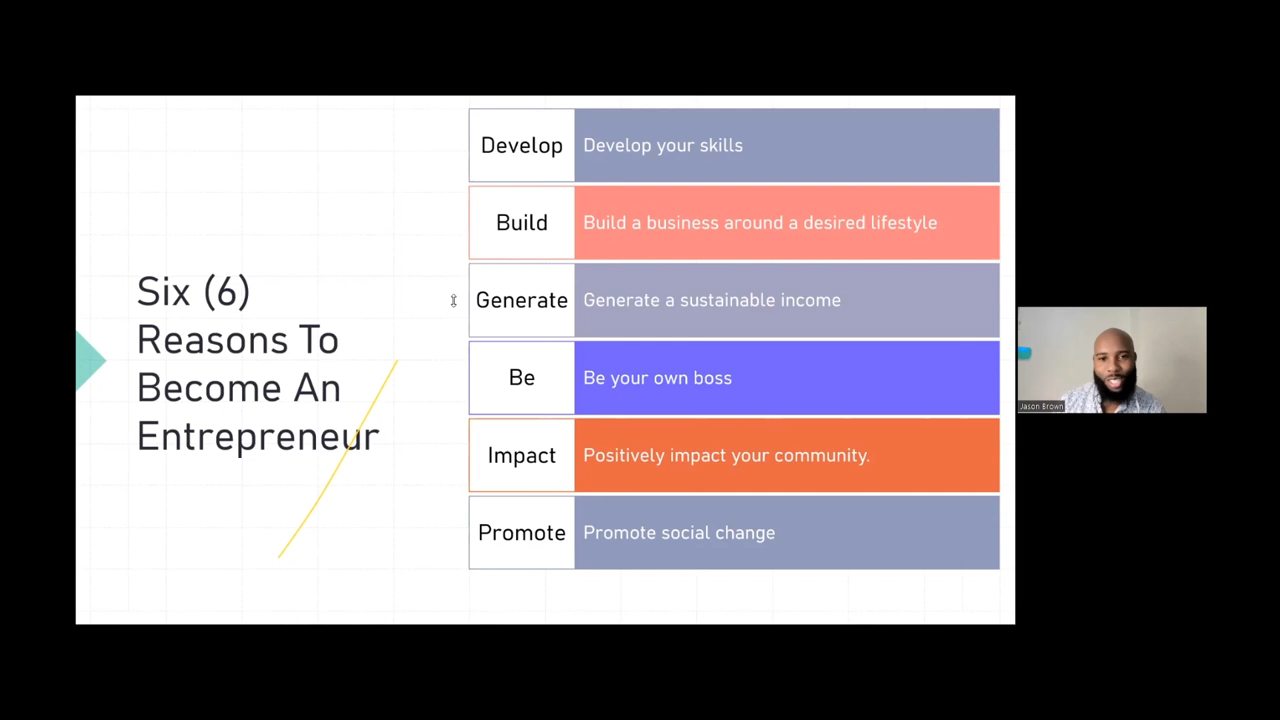 Six (6)
Reasons To
Become An
Entrepreneur
Develop
Develop your skills
Build
Build a business around a desired lifestyle
Generate
Generate a sustainable income
Be
Be your own boss
Impact
Positively impact your community.
Promote
Promote social change
Jason Brown